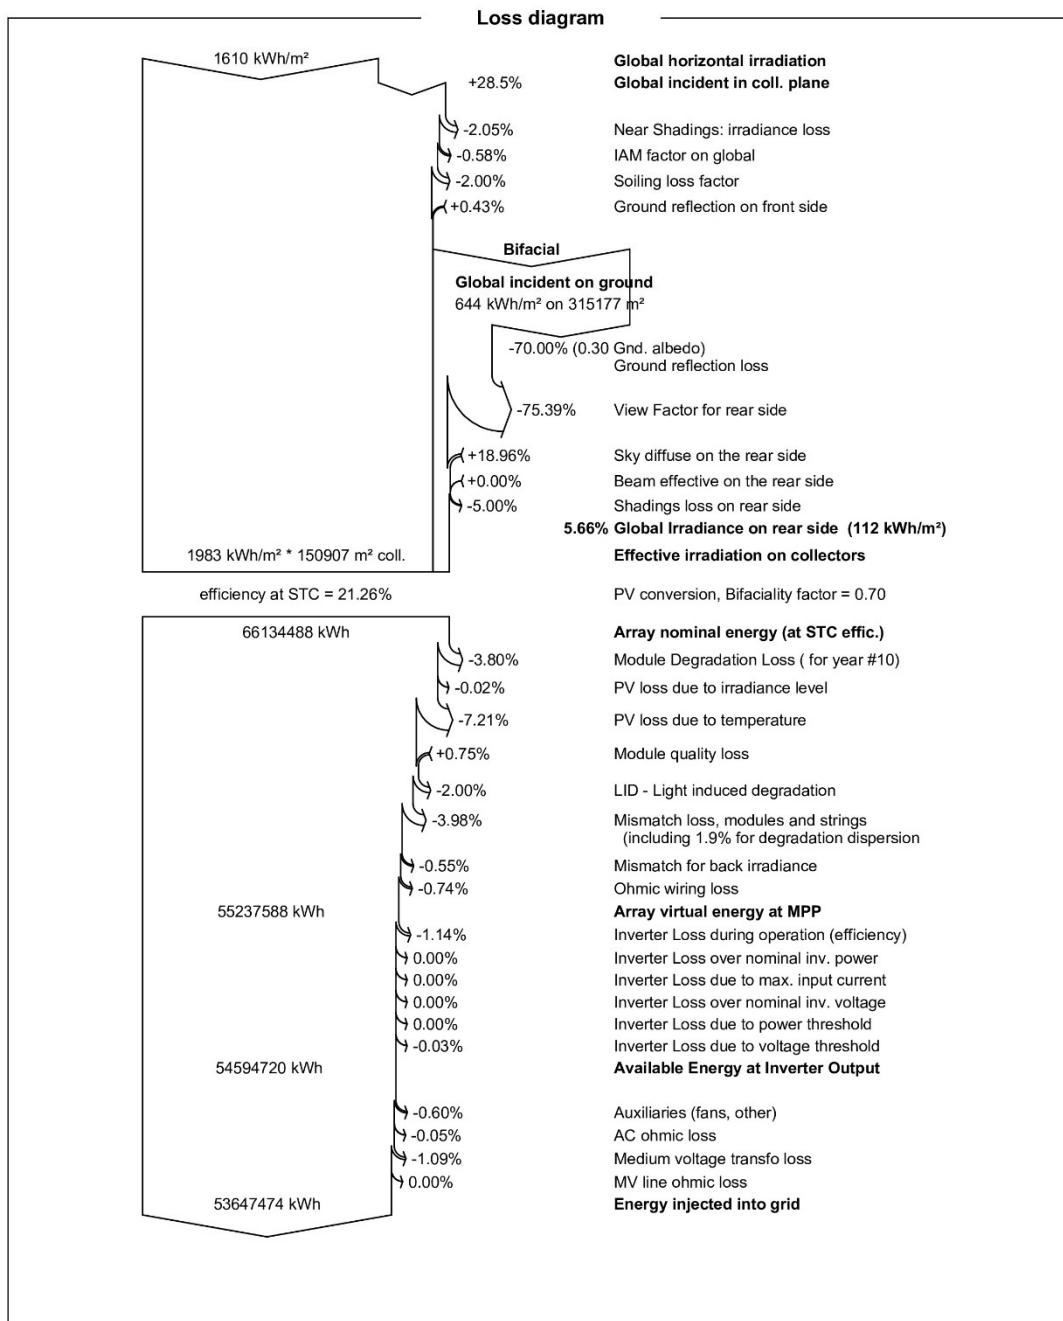 Loss diagram
1610 kWh/m² Global horizontal irradiation
+28.5% Global incident in coll. plane
-2.05% Near Shadings: irradiance loss
-0.58% IAM factor on global
-2.00% Soiling loss factor
+0.43% Ground reflection on front side
Bifacial
Global incident on ground
644 kWh/m² on 315177 m²
-70.00% (0.30 Gnd. albedo)
Ground reflection loss
-75.39% View Factor for rear side
+18.96% Sky diffuse on the rear side
+0.00% Beam effective on the rear side
-5.00% Shadings loss on rear side
5.66% Global Irradiance on rear side (112 kWh/m²)
1983 kWh/m² * 150907 m² coll. Effective irradiation on collectors
efficiency at STC = 21.26% PV conversion, Bifaciality factor = 0.70
66134488 kWh Array nominal energy (at STC effic.)
-3.80% Module Degradation Loss ( for year #10)
-0.02% PV loss due to irradiance level
-7.21% PV loss due to temperature
+0.75% Module quality loss
-2.00% LID - Light induced degradation
-3.98% Mismatch loss, modules and strings
(including 1.9% for degradation dispersion
-0.55% Mismatch for back irradiance
-0.74% Ohmic wiring loss
55237588 kWh Array virtual energy at MPP
-1.14% Inverter Loss during operation (efficiency)
0.00% Inverter Loss over nominal inv. power
0.00% Inverter Loss due to max. input current
0.00% Inverter Loss over nominal inv. voltage
0.00% Inverter Loss due to power threshold
-0.03% Inverter Loss due to voltage threshold
54594720 kWh Available Energy at Inverter Output
-0.60% Auxiliaries (fans, other)
-0.05% AC ohmic loss
-1.09% Medium voltage transfo loss
0.00% MV line ohmic loss
53647474 kWh Energy injected into grid